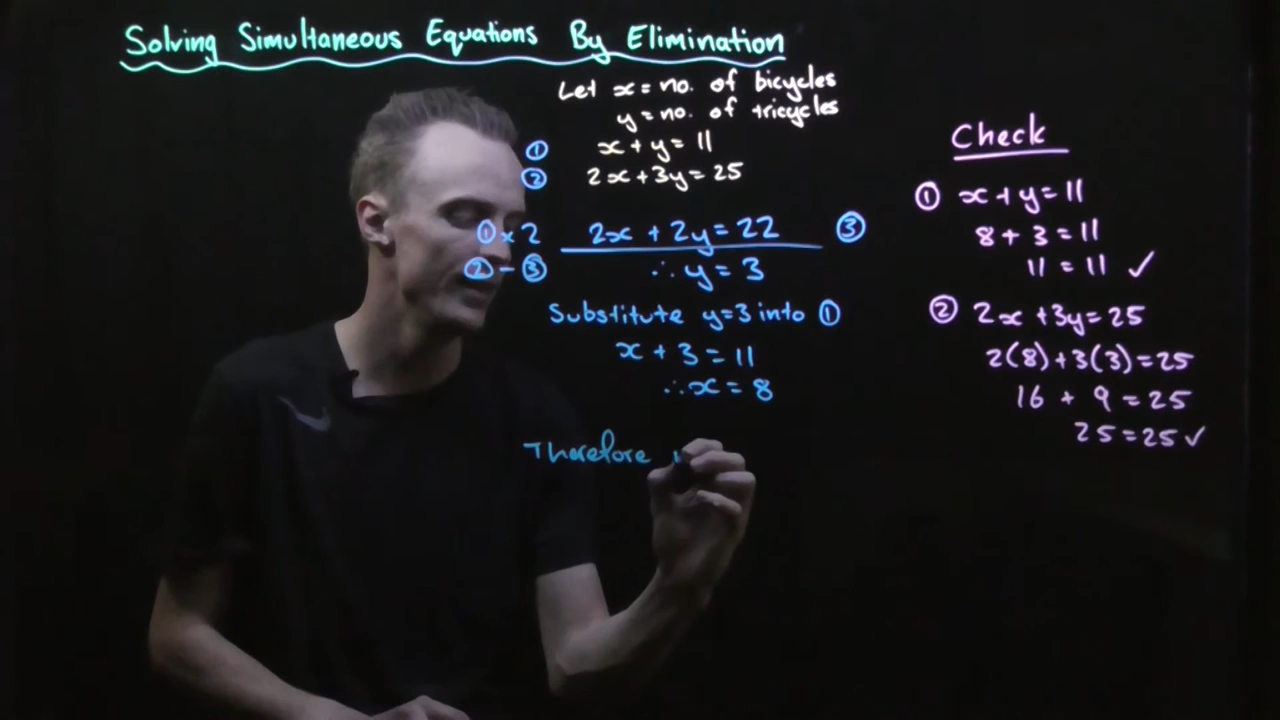 Solving Simultaneous Equations By Elimination
Let x = no. of bicycles
y = no. of tricycles
① x + y = 11
② 2x + 3y = 25
① x 2 2x + 2y = 22 ③
② - ③ ∴ y = 3
Substitute y = 3 into ①
x + 3 = 11
∴ x = 8
Therefore
Check
① x + y = 11
8 + 3 = 11
11 = 11 ✓
② 2x + 3y = 25
2(8) + 3(3) = 25
16 + 9 = 25
25 = 25 ✓